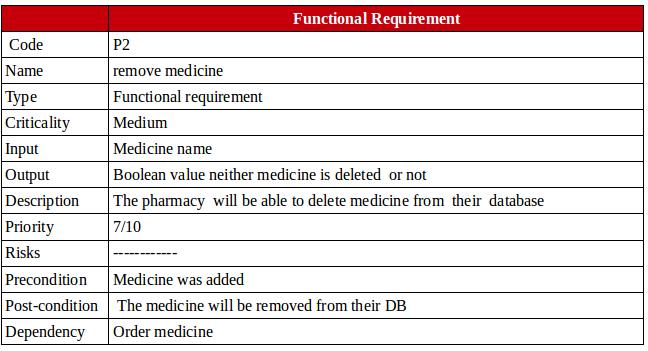 Functional Requirement
Code P2
Name remove medicine
Type Functional requirement
Criticality Medium
Input Medicine name
Output Boolean value neither medicine is deleted or not
Description The pharmacy will be able to delete medicine from their database
Priority 7/10
Risks ------------
Precondition Medicine was added
Post-condition The medicine will be removed from their DB
Dependency Order medicine